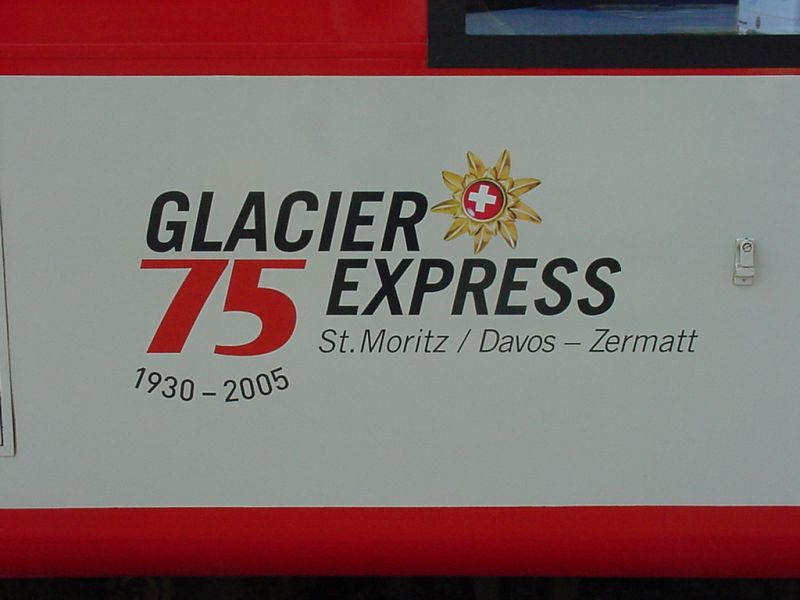 GLACIER
75 EXPRESS
St. Moritz / Davos – Zermatt
1930 – 2005